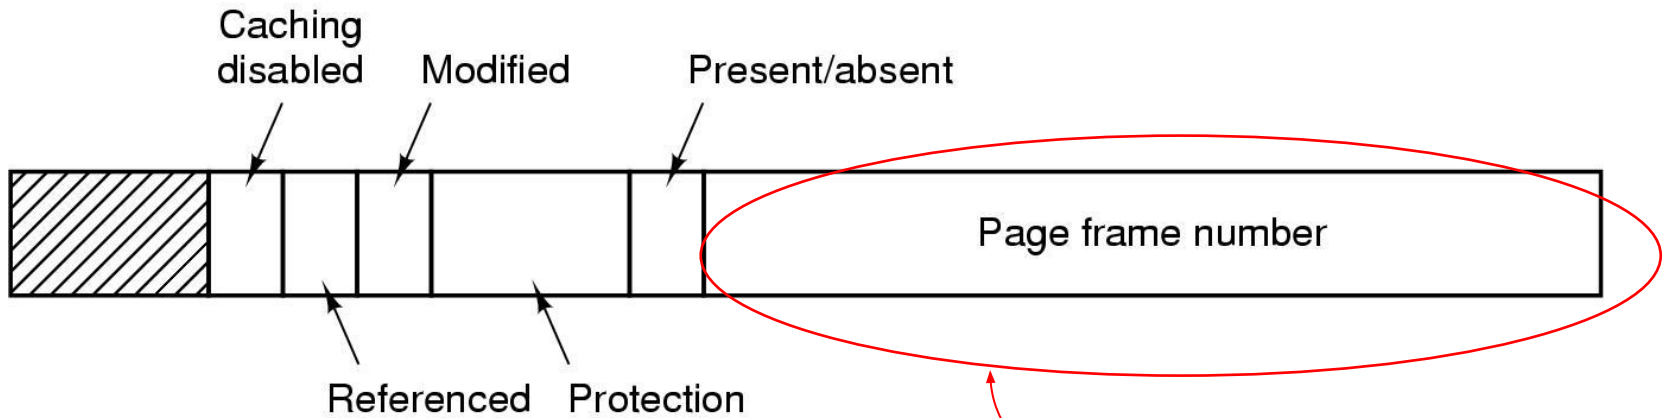 Caching
disabled
Modified
Present/absent
Page frame number
Referenced
Protection